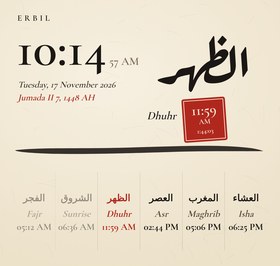 ERBIL
10:14 57 AM
Tuesday, 17 November 2026
Jumada II 7, 1448 AH
الظهر
Dhuhr
11:59
AM
العشاء المغرب العصر الظهر الشروق الفجر
Fajr Sunrise Dhuhr Asr Maghrib Isha
05:12 AM 06:36 AM 11:59 AM 02:44 PM 05:06 PM 06:25 PM